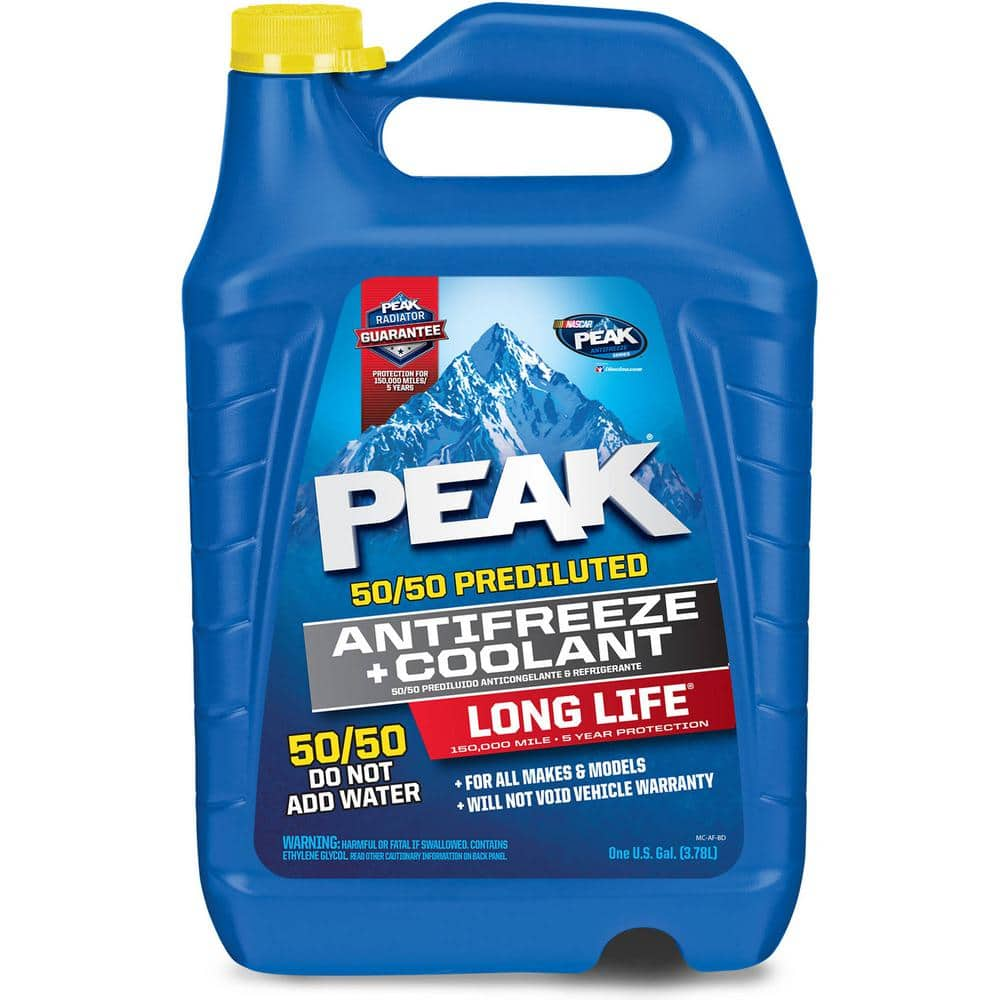 PEAK
RADIATOR
GUARANTEE
PROTECTION FOR
150,000 MILES/
5 YEARS
NASCAR
PEAK
ANTIFREEZE
SERIES
PEAK®
50/50 PREDILUTED
ANTIFREEZE
+COOLANT
50/50 PREDILUIDO ANTICONGELANTE & REFRIGERANTE
LONG LIFE®
150,000 MILE • 5 YEAR PROTECTION
50/50
DO NOT
ADD WATER
+ FOR ALL MAKES & MODELS
+ WILL NOT VOID VEHICLE WARRANTY
WARNING: HARMFUL OR FATAL IF SWALLOWED. CONTAINS
ETHYLENE GLYCOL. READ OTHER CAUTIONARY INFORMATION ON BACK PANEL.
MC-AF-BD
One U.S. Gal. (3.78L)